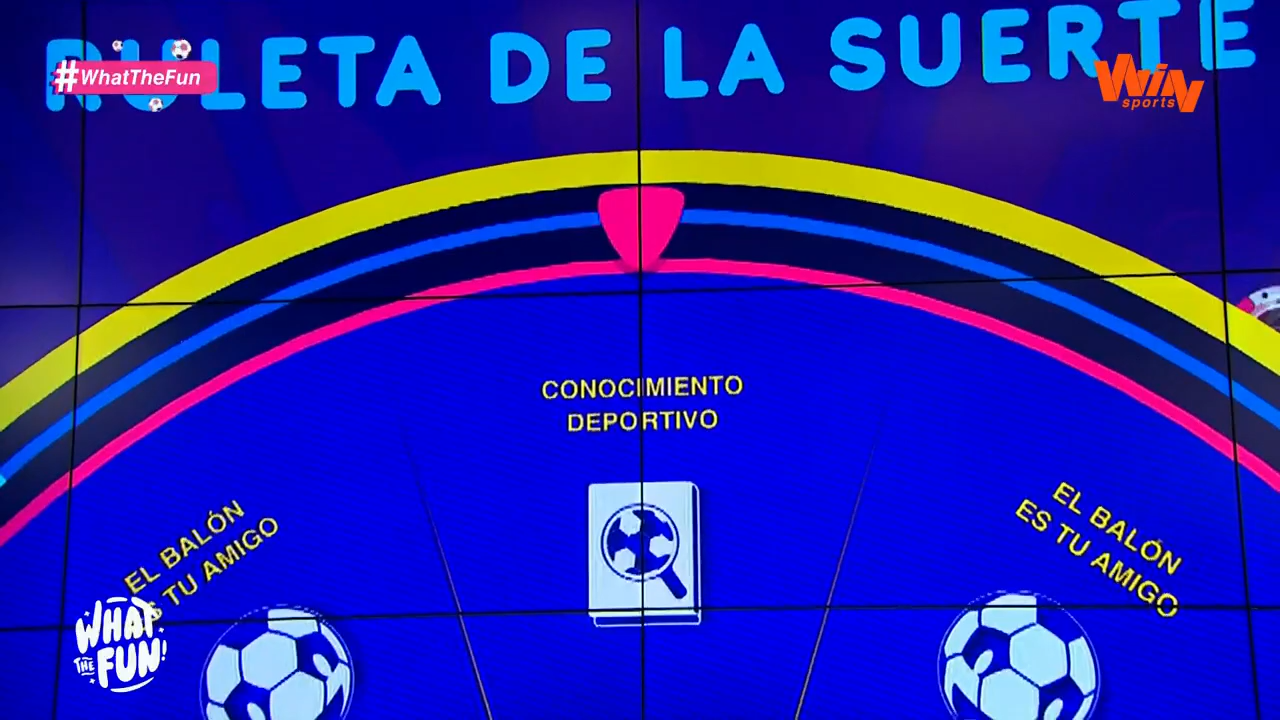 RULETA DE LA SUERTE
#WhatTheFun
WiN
sports
CONOCIMIENTO
DEPORTIVO
EL BALÓN
ES TU AMIGO
EL BALÓN
ES TU AMIGO
WHAT
THE FUN!